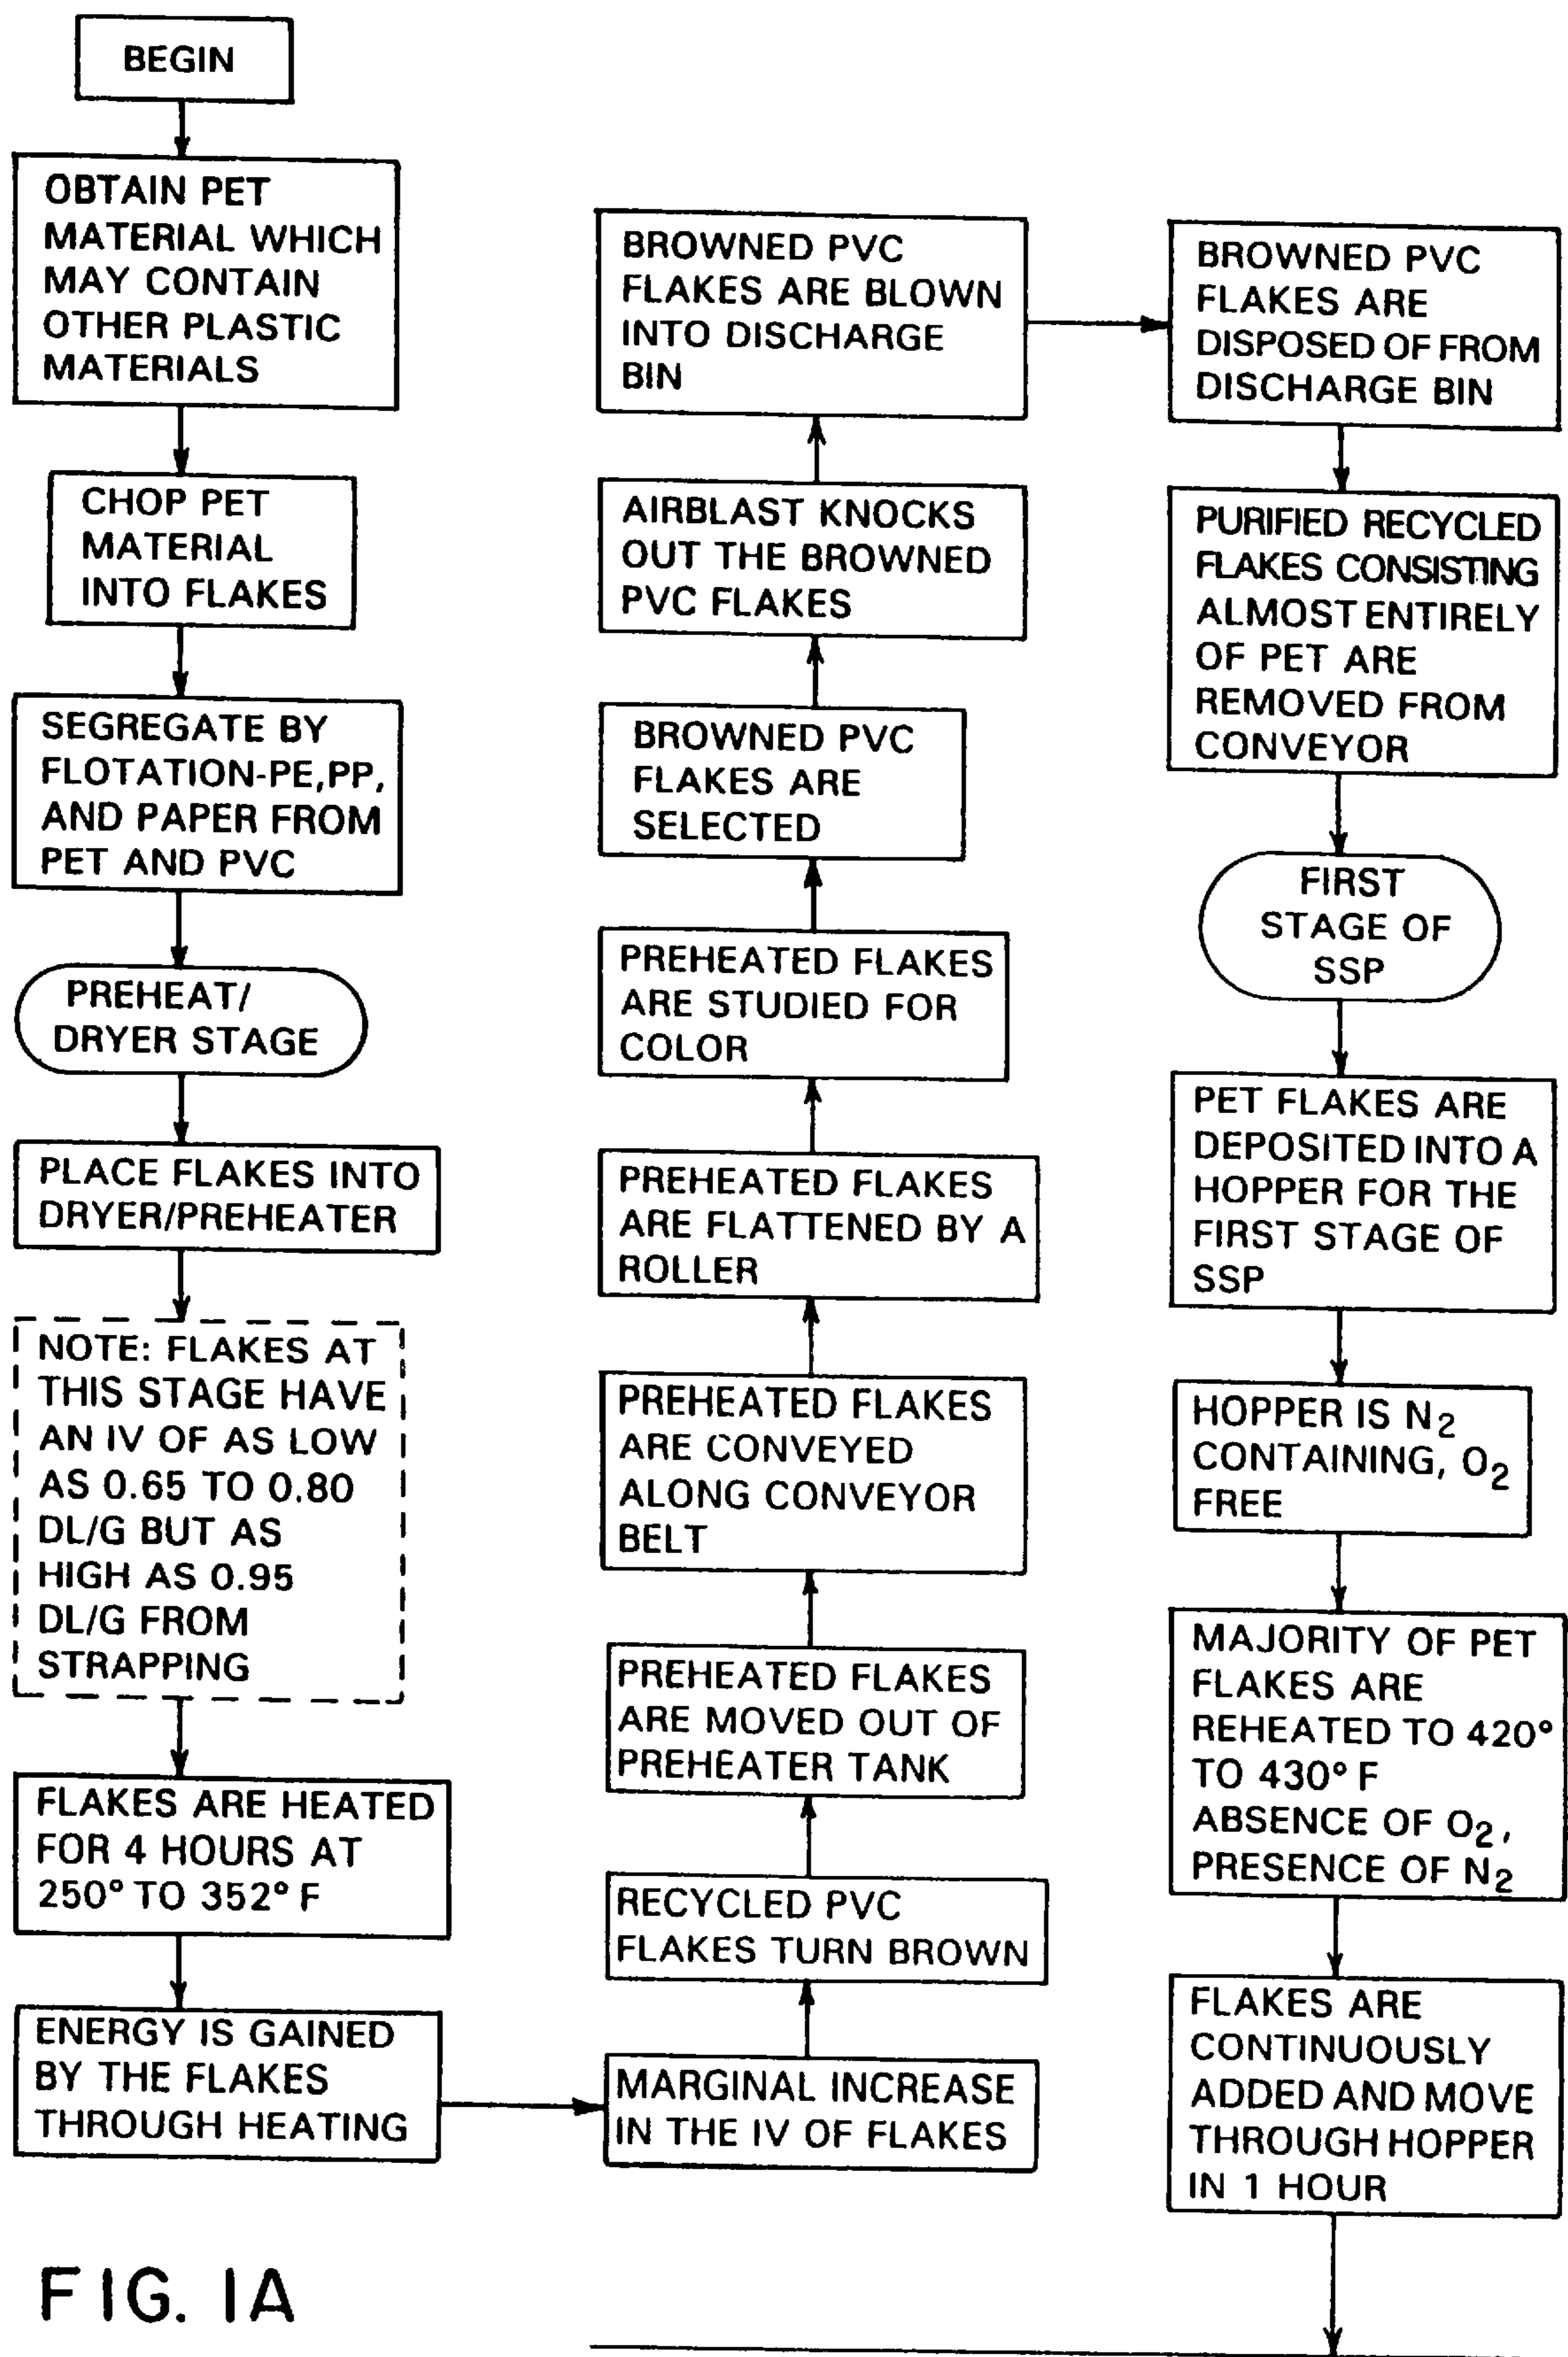 BEGIN
OBTAIN PET
MATERIAL WHICH
MAY CONTAIN
OTHER PLASTIC
MATERIALS
CHOP PET
MATERIAL
INTO FLAKES
SEGREGATE BY
FLOTATION-PE,PP,
AND PAPER FROM
PET AND PVC
PREHEAT/
DRYER STAGE
PLACE FLAKES INTO
DRYER/PREHEATER
NOTE: FLAKES AT
THIS STAGE HAVE
AN IV OF AS LOW
AS 0.65 TO 0.80
DL/G BUT AS
HIGH AS 0.95
DL/G FROM
STRAPPING
FLAKES ARE HEATED
FOR 4 HOURS AT
250° TO 352° F
ENERGY IS GAINED
BY THE FLAKES
THROUGH HEATING
MARGINAL INCREASE
IN THE IV OF FLAKES
RECYCLED PVC
FLAKES TURN BROWN
PREHEATED FLAKES
ARE MOVED OUT OF
PREHEATER TANK
PREHEATED FLAKES
ARE CONVEYED
ALONG CONVEYOR
BELT
PREHEATED FLAKES
ARE FLATTENED BY A
ROLLER
PREHEATED FLAKES
ARE STUDIED FOR
COLOR
BROWNED PVC
FLAKES ARE
SELECTED
AIRBLAST KNOCKS
OUT THE BROWNED
PVC FLAKES
BROWNED PVC
FLAKES ARE BLOWN
INTO DISCHARGE
BIN
BROWNED PVC
FLAKES ARE
DISPOSED OF FROM
DISCHARGE BIN
PURIFIED RECYCLED
FLAKES CONSISTING
ALMOST ENTIRELY
OF PET ARE
REMOVED FROM
CONVEYOR
FIRST
STAGE OF
SSP
PET FLAKES ARE
DEPOSITED INTO A
HOPPER FOR THE
FIRST STAGE OF
SSP
HOPPER IS N2
CONTAINING, O2
FREE
MAJORITY OF PET
FLAKES ARE
REHEATED TO 420°
TO 430° F
ABSENCE OF O2,
PRESENCE OF N2
FLAKES ARE
CONTINUOUSLY
ADDED AND MOVE
THROUGH HOPPER
IN 1 HOUR
FIG. 1A